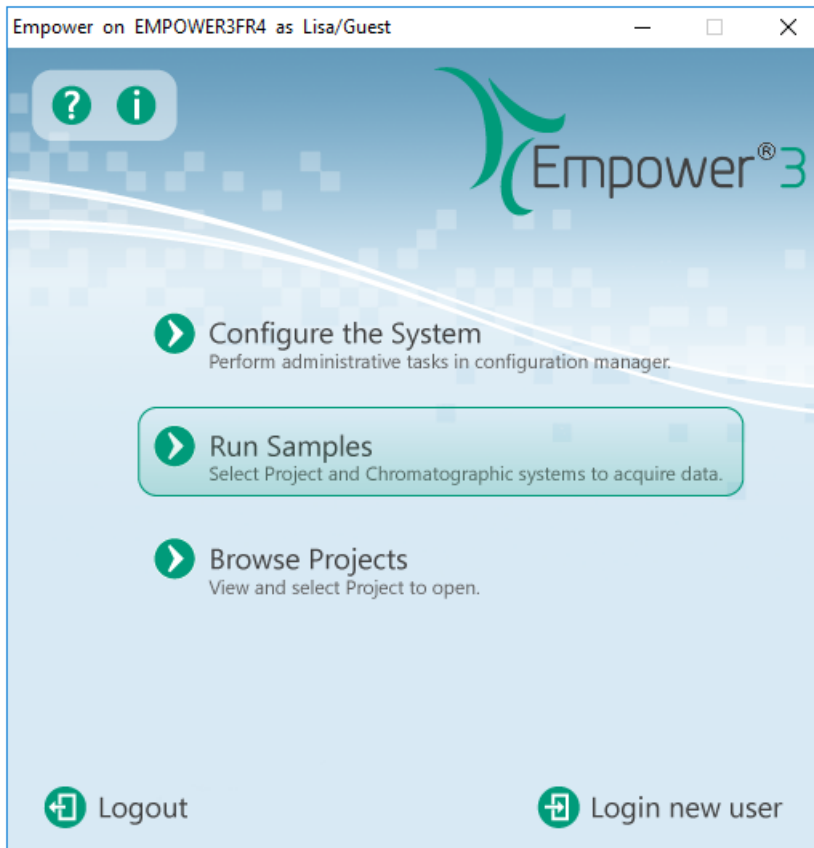 Empower on EMPOWER3FR4 as Lisa/Guest
? i
Empower®3
Configure the System
Perform administrative tasks in configuration manager.
Run Samples
Select Project and Chromatographic systems to acquire data.
Browse Projects
View and select Project to open.
Logout
Login new user